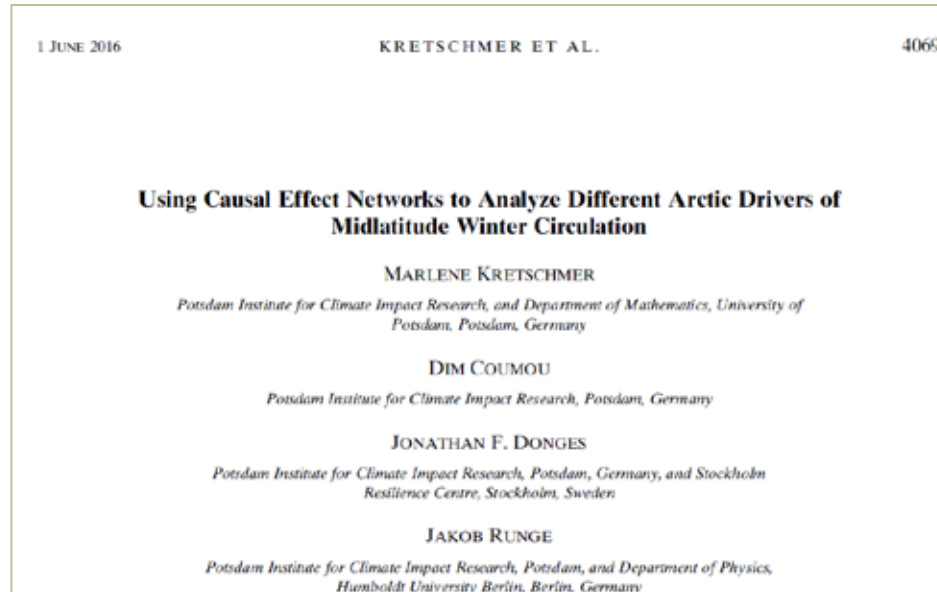 1 JUNE 2016 KRETSCHMER ET AL. 4069
Using Causal Effect Networks to Analyze Different Arctic Drivers of
Midlatitude Winter Circulation
MARLENE KRETSCHMER
Potsdam Institute for Climate Impact Research, and Department of Mathematics, University of
Potsdam, Potsdam, Germany
DIM COUMOU
Potsdam Institute for Climate Impact Research, Potsdam, Germany
JONATHAN F. DONGES
Potsdam Institute for Climate Impact Research, Potsdam, Germany, and Stockholm
Resilience Centre, Stockholm, Sweden
JAKOB RUNGE
Potsdam Institute for Climate Impact Research, Potsdam, and Department of Physics,
Humboldt University Berlin, Berlin, Germany